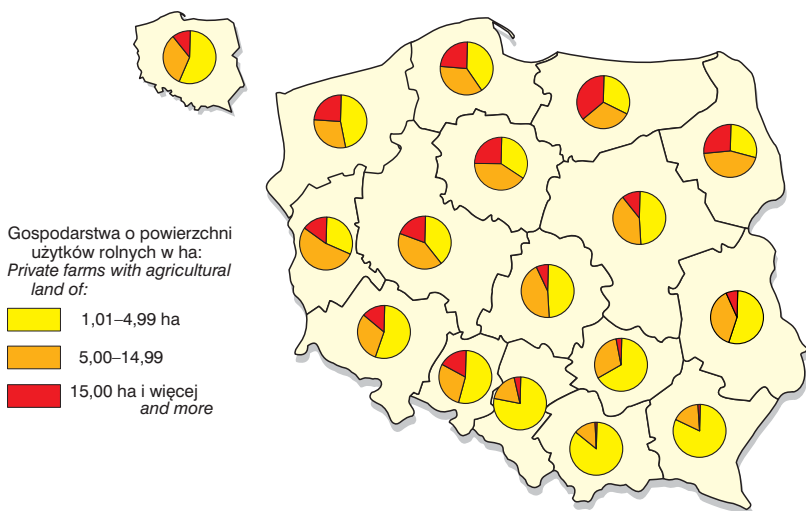 Gospodarstwa o powierzchni
użytków rolnych w ha:
Private farms with agricultural
land of:
1,01–4,99 ha
5,00–14,99
15,00 ha i więcej
and more